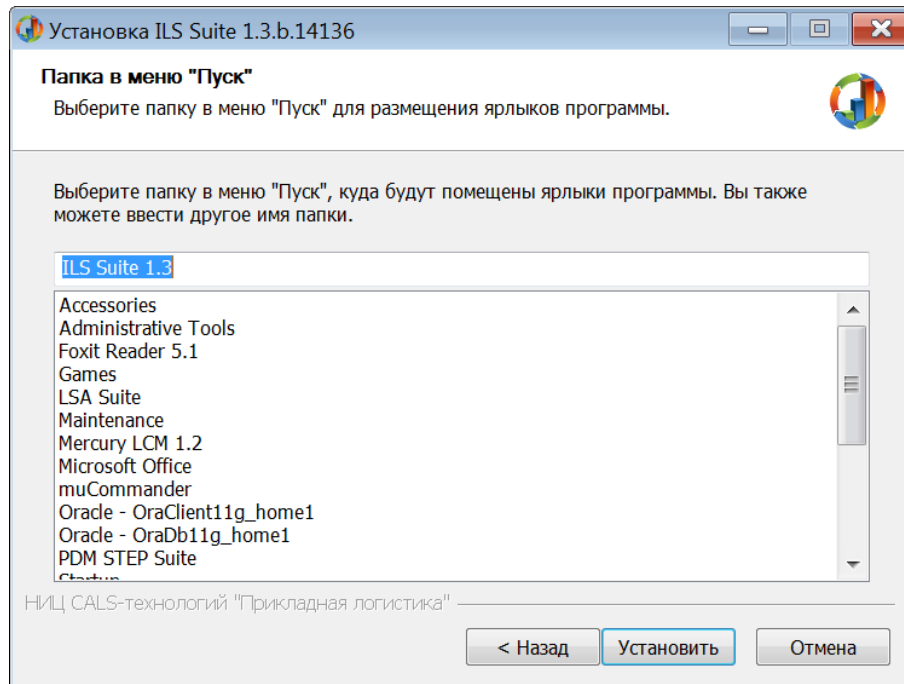 Установка ILS Suite 1.3.b.14136
Папка в меню "Пуск"
Выберите папку в меню "Пуск" для размещения ярлыков программы.
Выберите папку в меню "Пуск", куда будут помещены ярлыки программы. Вы также
можете ввести другое имя папки.
ILS Suite 1.3
Accessories
Administrative Tools
Foxit Reader 5.1
Games
LSA Suite
Maintenance
Mercury LCM 1.2
Microsoft Office
muCommander
Oracle - OraClient11g_home1
Oracle - OraDb11g_home1
PDM STEP Suite
Startup
НИЦ CALS-технологий "Прикладная логистика"
< Назад
Установить
Отмена